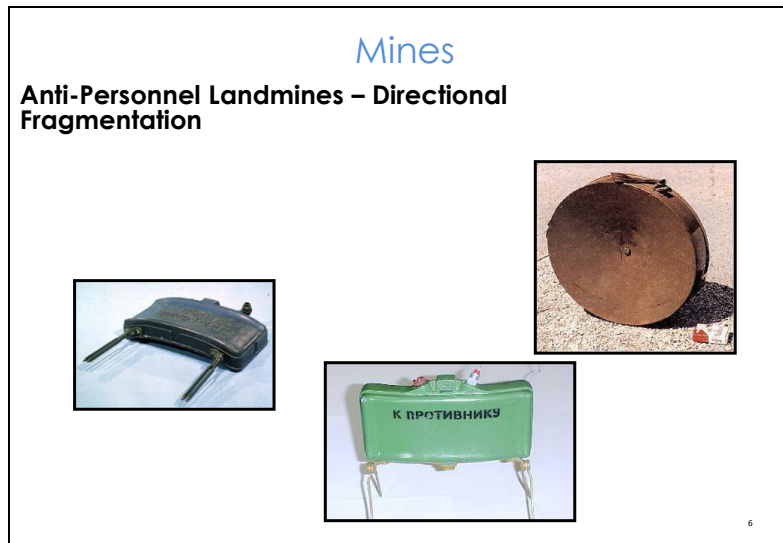 Mines
Anti-Personnel Landmines – Directional
Fragmentation
К ПРОТИВНИКУ
6